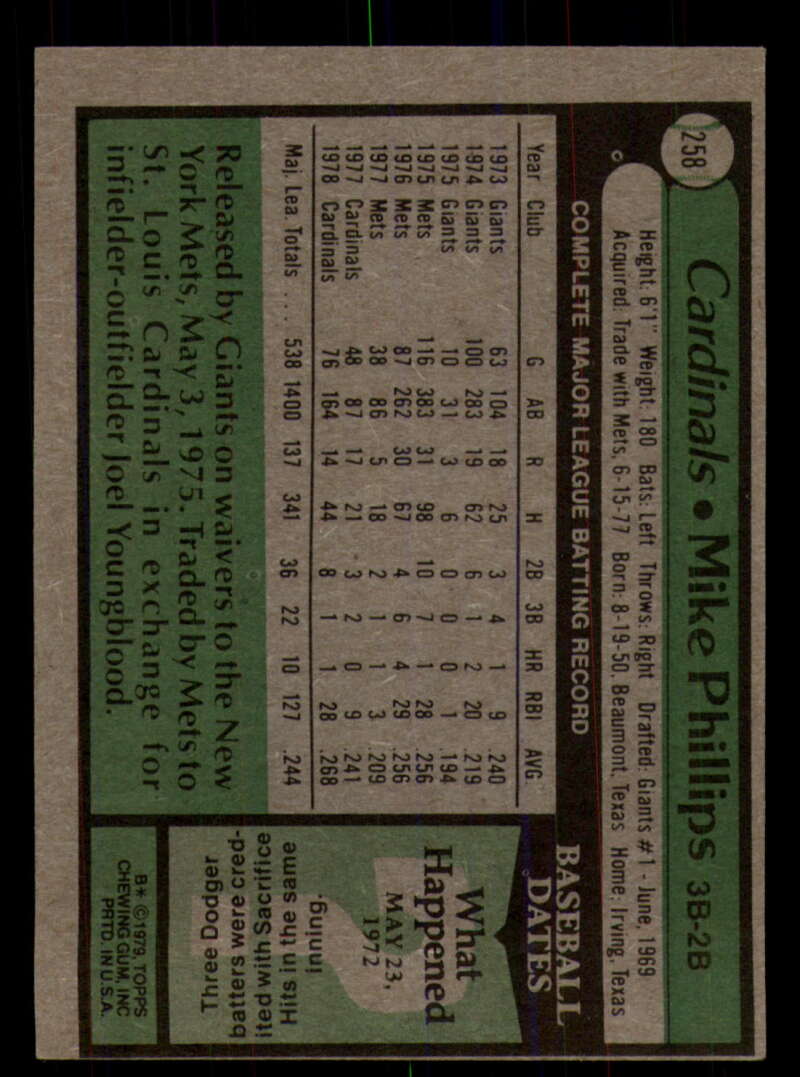 258
Cardinals • Mike Phillips 3B-2B
Height: 6'1" Weight: 180 Bats: Left Throws: Right Drafted: Giants #1 - June, 1969
Acquired: Trade with Mets, 6-15-77 Born: 8-19-50, Beaumont, Texas Home: Irving, Texas
COMPLETE MAJOR LEAGUE BATTING RECORD
Year Club G AB R H 2B 3B HR RBI AVG.
1973 Giants 63 104 18 25 3 4 1 9 .240
1974 Giants 100 283 19 62 6 1 2 20 .219
1975 Giants 10 31 3 6 0 0 0 1 .194
1975 Mets 116 383 31 98 10 7 1 28 .256
1976 Mets 87 262 30 67 4 6 4 29 .256
1977 Mets 38 86 5 18 2 1 1 3 .209
1977 Cardinals 48 87 17 21 3 2 0 9 .241
1978 Cardinals 76 164 14 44 8 1 1 28 .268
Maj. Lea. Totals .... 538 1400 137 341 36 22 10 127 .244
Released by Giants on waivers to the New
York Mets, May 3, 1975. Traded by Mets to
St. Louis Cardinals in exchange for
infielder-outfielder Joel Youngblood.
BASEBALL
DATES
What
Happened
MAY 23,
1972
Three Dodger
batters were cred-
ited with Sacrifice
Hits in the same
inning.
B* ©1979, TOPPS
CHEWING GUM, INC
PRTD. IN U.S.A.